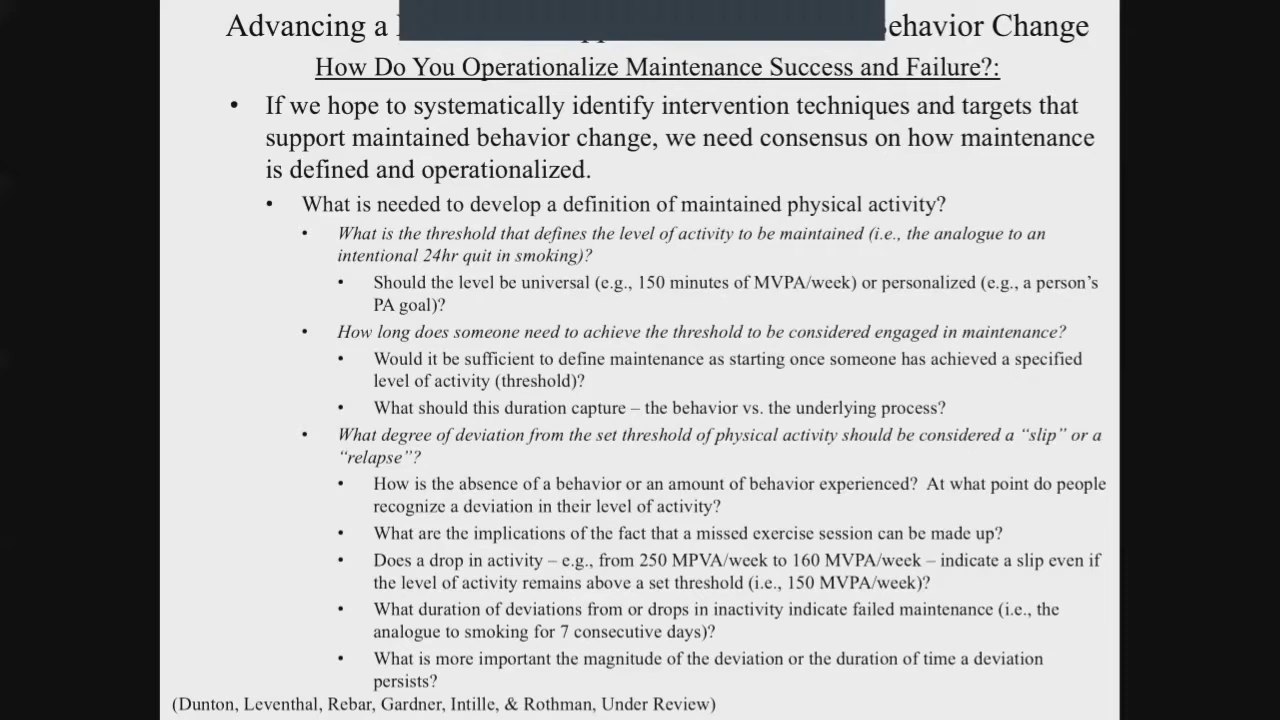 Advancing a ehavior Change
How Do You Operationalize Maintenance Success and Failure?:
• If we hope to systematically identify intervention techniques and targets that
support maintained behavior change, we need consensus on how maintenance
is defined and operationalized.
• What is needed to develop a definition of maintained physical activity?
• What is the threshold that defines the level of activity to be maintained (i.e., the analogue to an
intentional 24hr quit in smoking)?
• Should the level be universal (e.g., 150 minutes of MVPA/week) or personalized (e.g., a person's
PA goal)?
• How long does someone need to achieve the threshold to be considered engaged in maintenance?
• Would it be sufficient to define maintenance as starting once someone has achieved a specified
level of activity (threshold)?
• What should this duration capture – the behavior vs. the underlying process?
• What degree of deviation from the set threshold of physical activity should be considered a “slip” or a
“relapse”?
• How is the absence of a behavior or an amount of behavior experienced?  At what point do people
recognize a deviation in their level of activity?
• What are the implications of the fact that a missed exercise session can be made up?
• Does a drop in activity – e.g., from 250 MPVA/week to 160 MVPA/week – indicate a slip even if
the level of activity remains above a set threshold (i.e., 150 MVPA/week)?
• What duration of deviations from or drops in inactivity indicate failed maintenance (i.e., the
analogue to smoking for 7 consecutive days)?
• What is more important the magnitude of the deviation or the duration of time a deviation
persists?
(Dunton, Leventhal, Rebar, Gardner, Intille, & Rothman, Under Review)